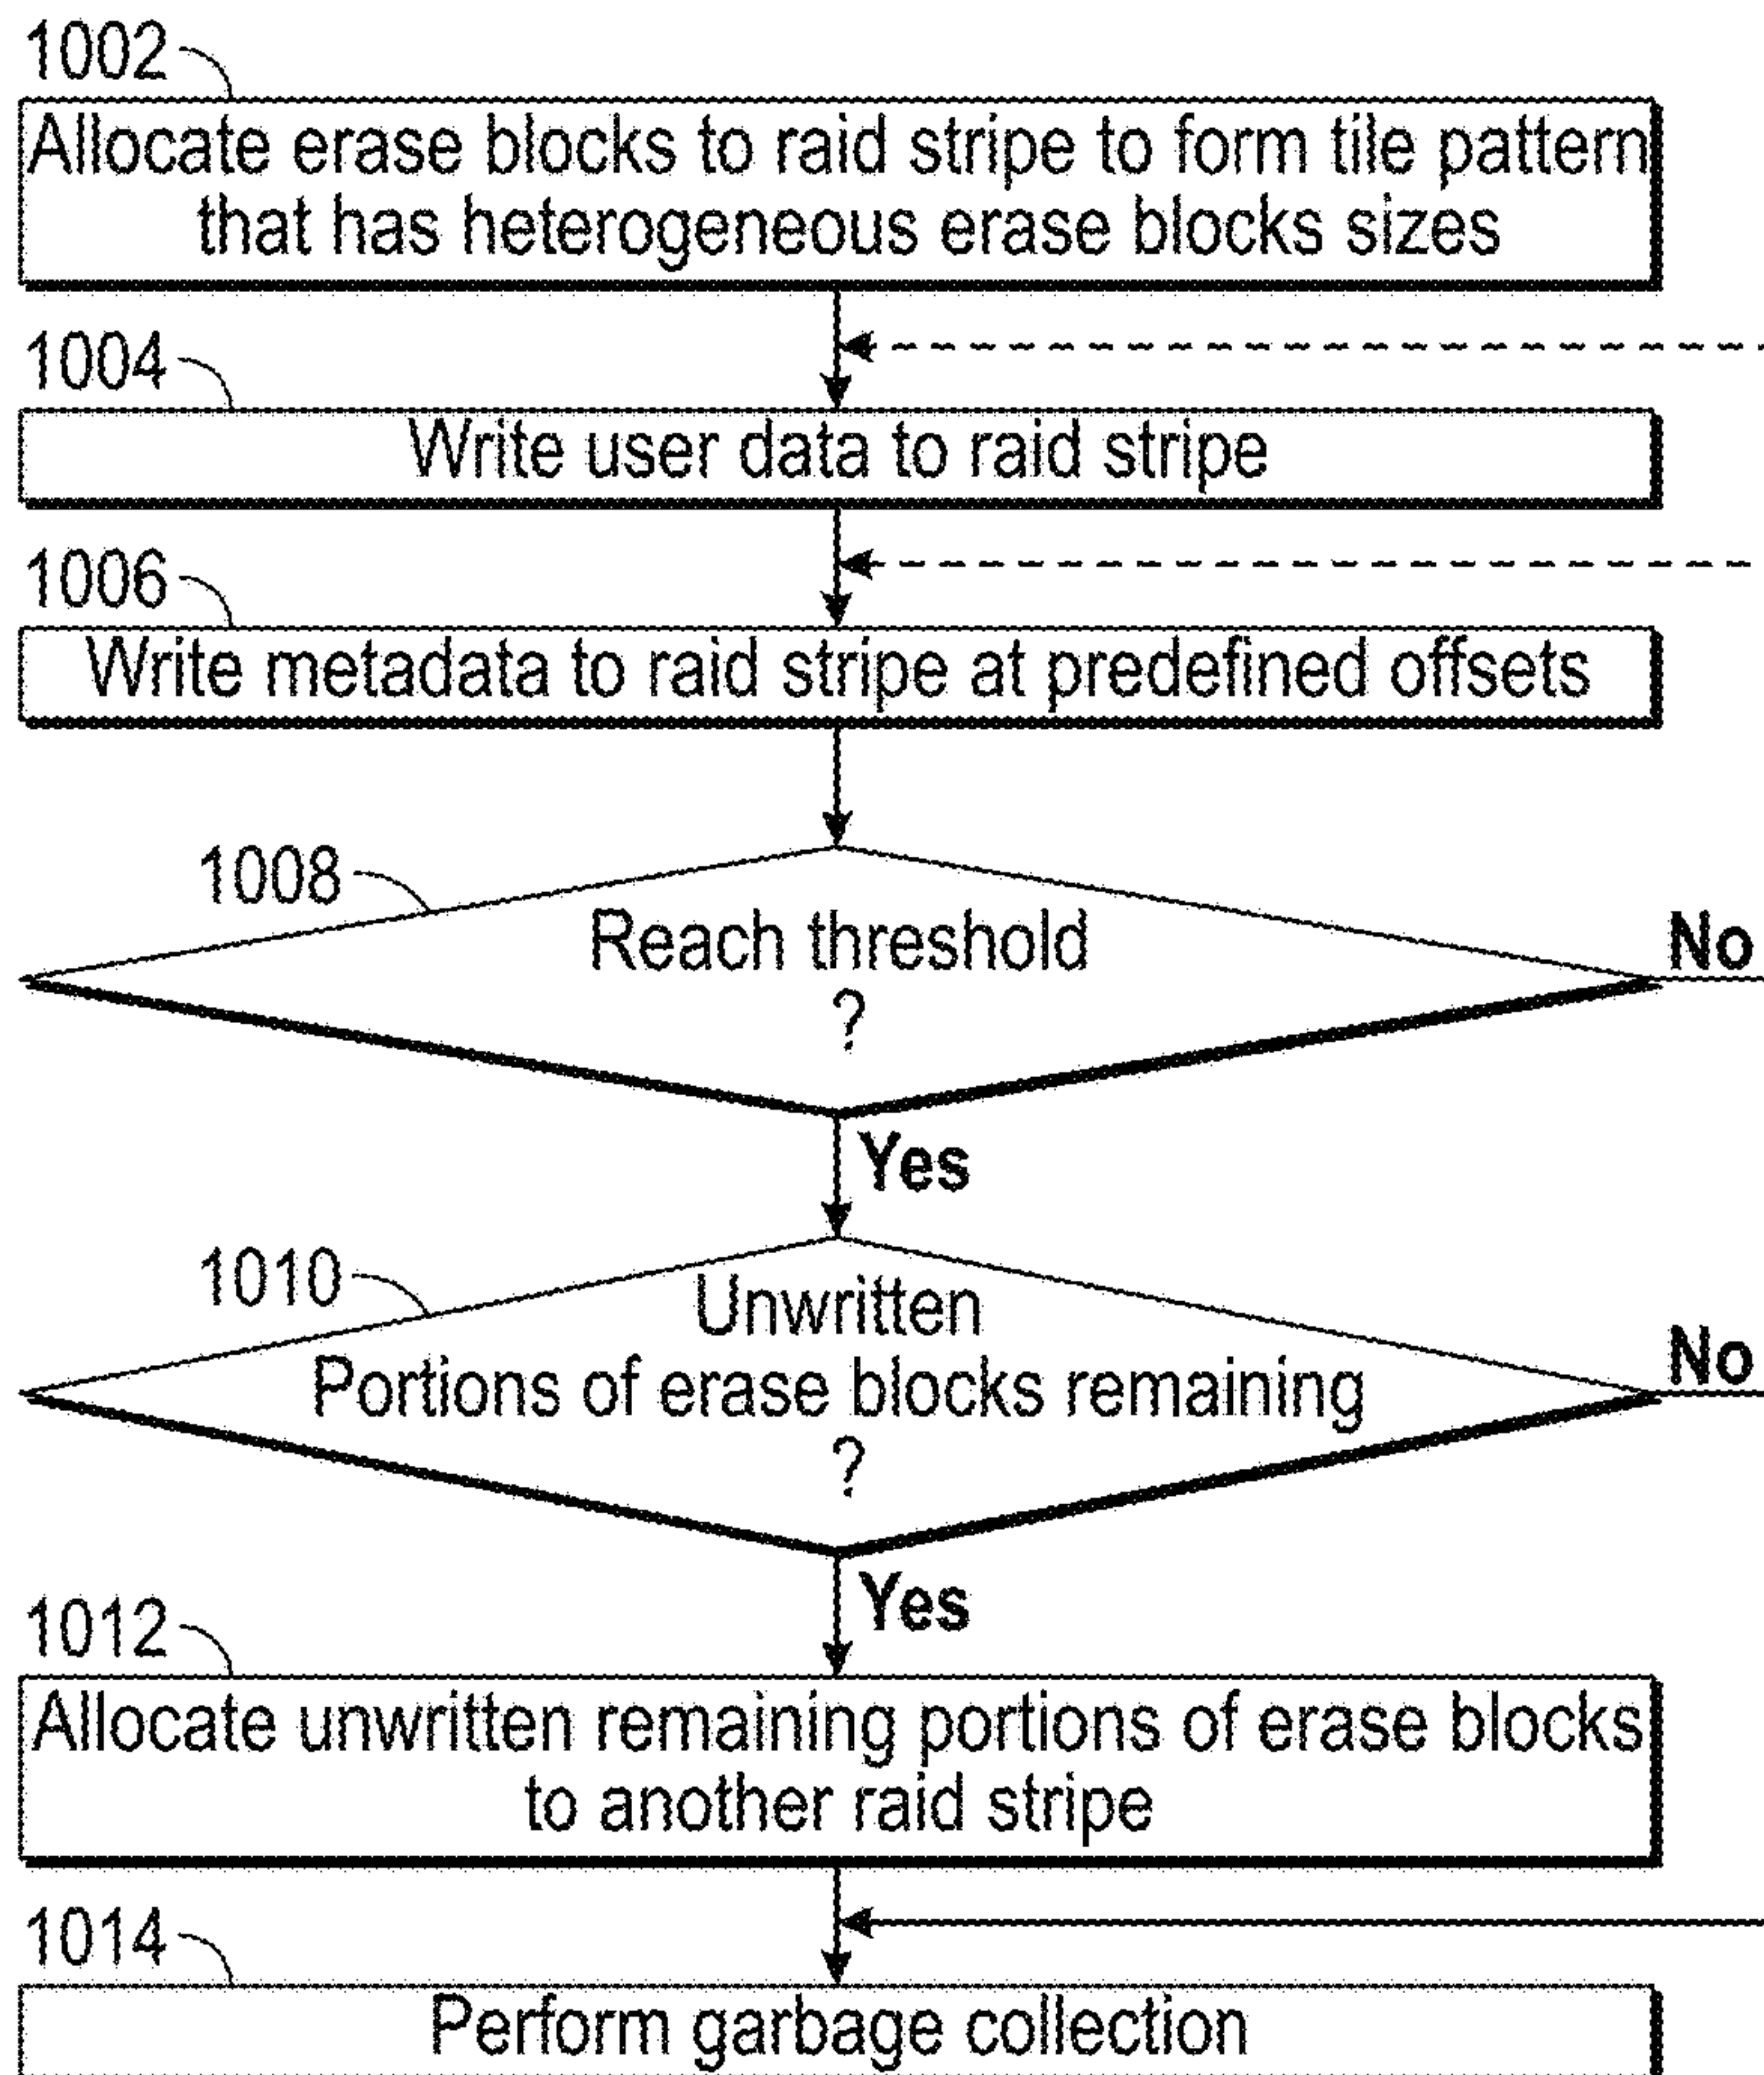 1002
Allocate erase blocks to raid stripe to form tile pattern
that has heterogeneous erase blocks sizes
1004
Write user data to raid stripe
1006
Write metadata to raid stripe at predefined offsets
1008
Reach threshold
?
No
Yes
1010
Unwritten
Portions of erase blocks remaining
?
No
Yes
1012
Allocate unwritten remaining portions of erase blocks
to another raid stripe
1014
Perform garbage collection